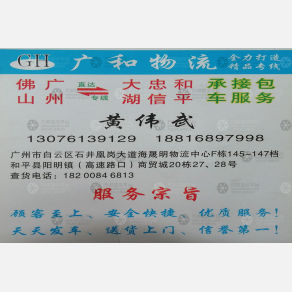 GH 广和物流 全力打造
精品专线
佛广 直达 大忠和 承接包
山州 专线 湖信平 车服务
黄伟武
13076139129 18816897998
广州市白云区石井凰岗大道海晟明物流中心F栋145-147档
和平县阳明镇（高速路口）商贸城20栋27、28号
查货电话：18200846813
服务宗旨
顾客至上、安全快捷、优质服务！
天天发车、送货上门、信誉第一！